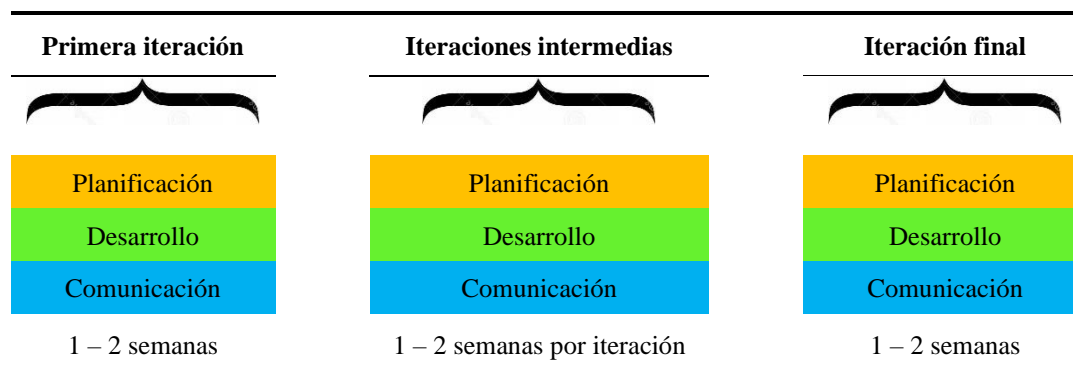 Primera iteración
Iteraciones intermedias
Iteración final
Planificación
Planificación
Planificación
Desarrollo
Desarrollo
Desarrollo
Comunicación
Comunicación
Comunicación
1 – 2 semanas
1 – 2 semanas por iteración
1 – 2 semanas